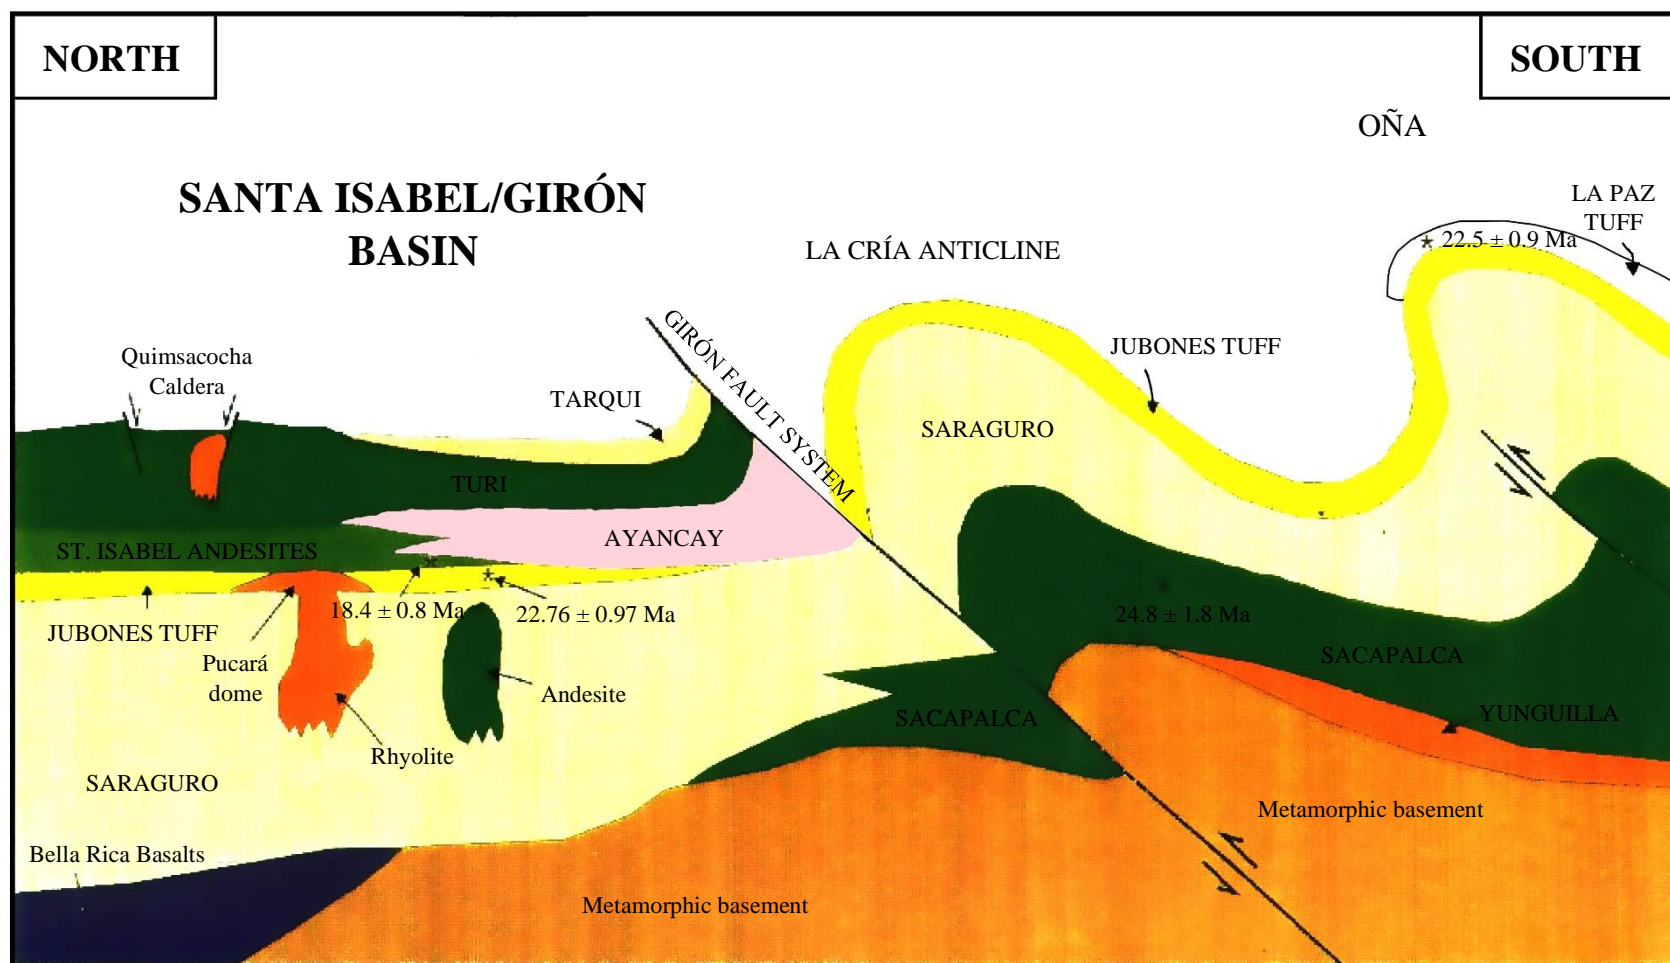 NORTH
SOUTH
OÑA
SANTA ISABEL/GIRÓN
BASIN
LA PAZ
TUFF
22.5 ± 0.9 Ma
LA CRÍA ANTICLINE
GIRÓN FAULT SYSTEM
JUBONES TUFF
Quimsacocha
Caldera
TARQUI
SARAGURO
TURI
ST. ISABEL ANDESITES
AYANCAY
18.4 ± 0.8 Ma
22.76 ± 0.97 Ma
24.8 ± 1.8 Ma
JUBONES TUFF
Pucará
dome
Andesite
SACAPALCA
SACAPALCA
YUNGUILLA
Rhyolite
SARAGURO
Metamorphic basement
Bella Rica Basalts
Metamorphic basement